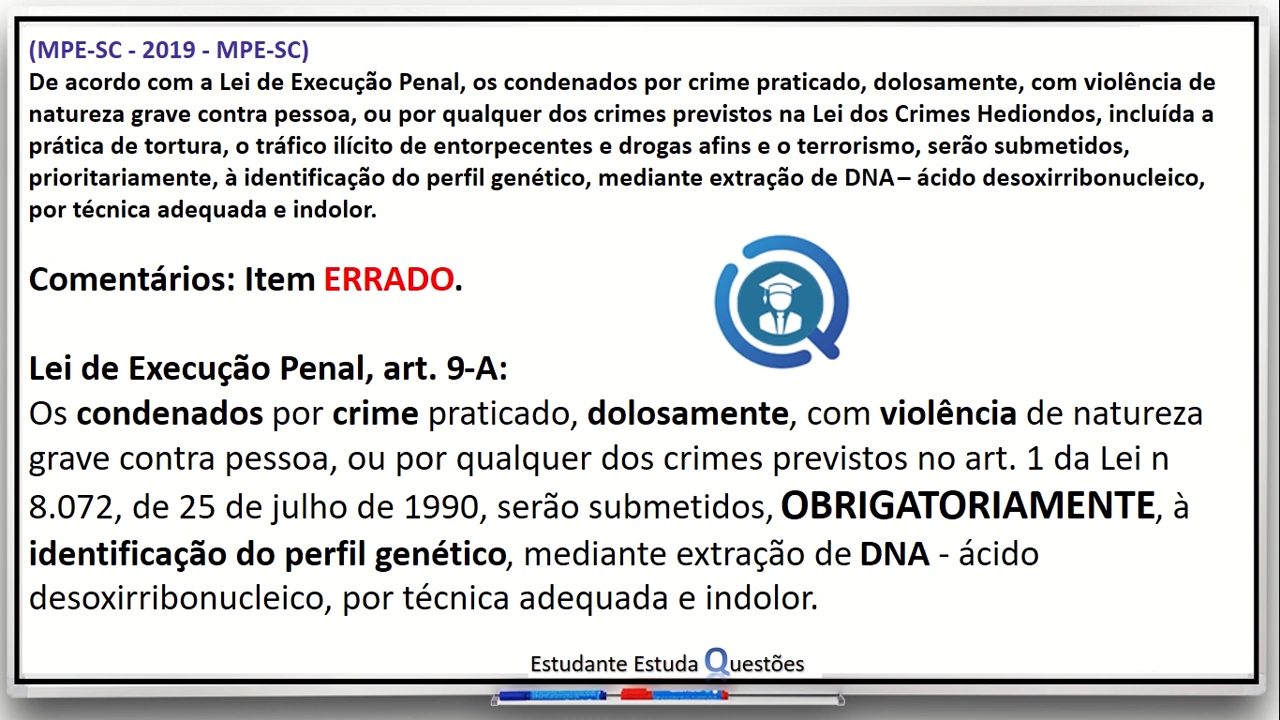 (MPE-SC - 2019 - MPE-SC)
De acordo com a Lei de Execução Penal, os condenados por crime praticado, dolosamente, com violência de
natureza grave contra pessoa, ou por qualquer dos crimes previstos na Lei dos Crimes Hediondos, incluída a
prática de tortura, o tráfico ilícito de entorpecentes e drogas afins e o terrorismo, serão submetidos,
prioritariamente, à identificação do perfil genético, mediante extração de DNA – ácido desoxirribonucleico,
por técnica adequada e indolor.
Comentários: Item ERRADO.
Lei de Execução Penal, art. 9-A:
Os condenados por crime praticado, dolosamente, com violência de natureza
grave contra pessoa, ou por qualquer dos crimes previstos no art. 1 da Lei n
8.072, de 25 de julho de 1990, serão submetidos, OBRIGATORIAMENTE, à
identificação do perfil genético, mediante extração de DNA - ácido
desoxirribonucleico, por técnica adequada e indolor.
Estudante Estuda Questões